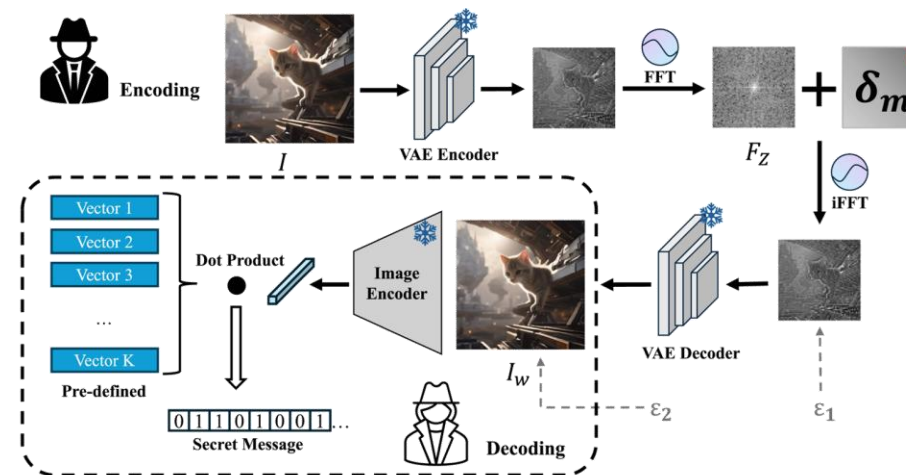 Encoding
I
VAE Encoder
FFT
F_Z
+
δ_m
iFFT
Vector 1
Vector 2
Vector 3
...
Vector K
Pre-defined
Dot Product
Image
Encoder
I_w
VAE Decoder
ε_2
ε_1
0 1 1 0 1 0 0 1 ...
Secret Message
Decoding